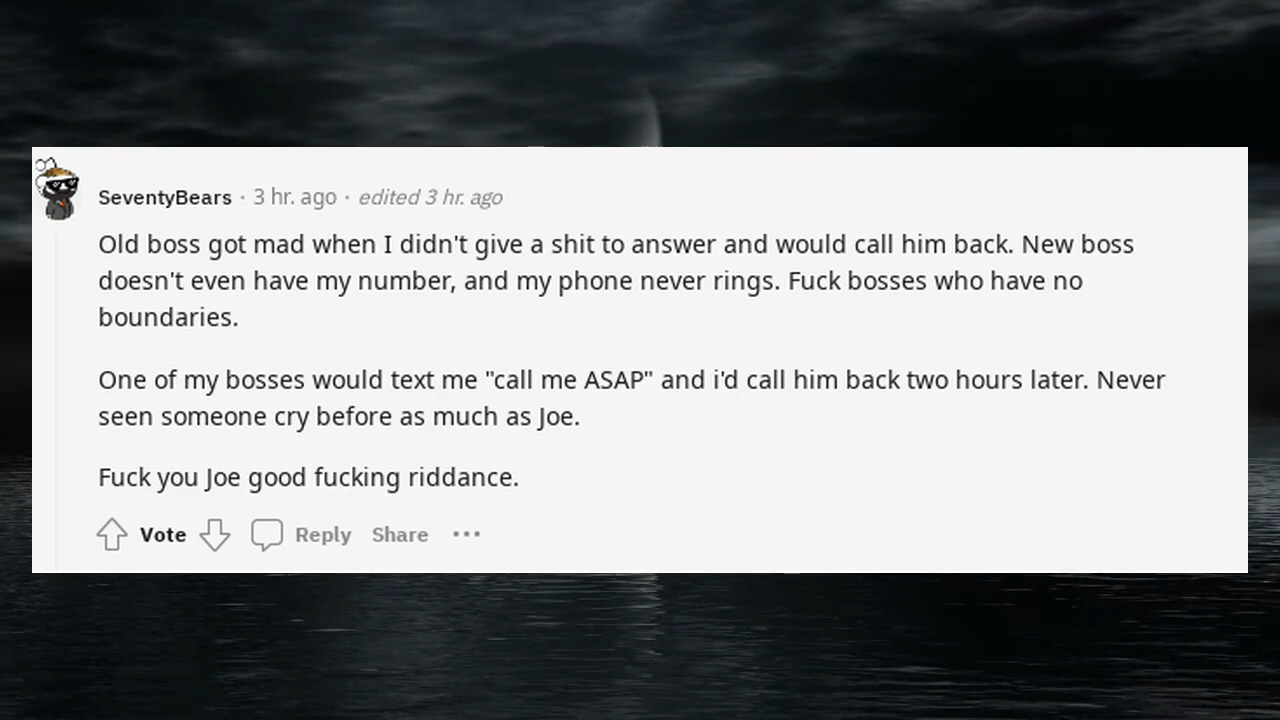 SeventyBears · 3 hr. ago · edited 3 hr. ago
Old boss got mad when I didn't give a shit to answer and would call him back. New boss
doesn't even have my number, and my phone never rings. Fuck bosses who have no
boundaries.
One of my bosses would text me "call me ASAP" and i'd call him back two hours later. Never
seen someone cry before as much as Joe.
Fuck you Joe good fucking riddance.
Vote Reply Share ···